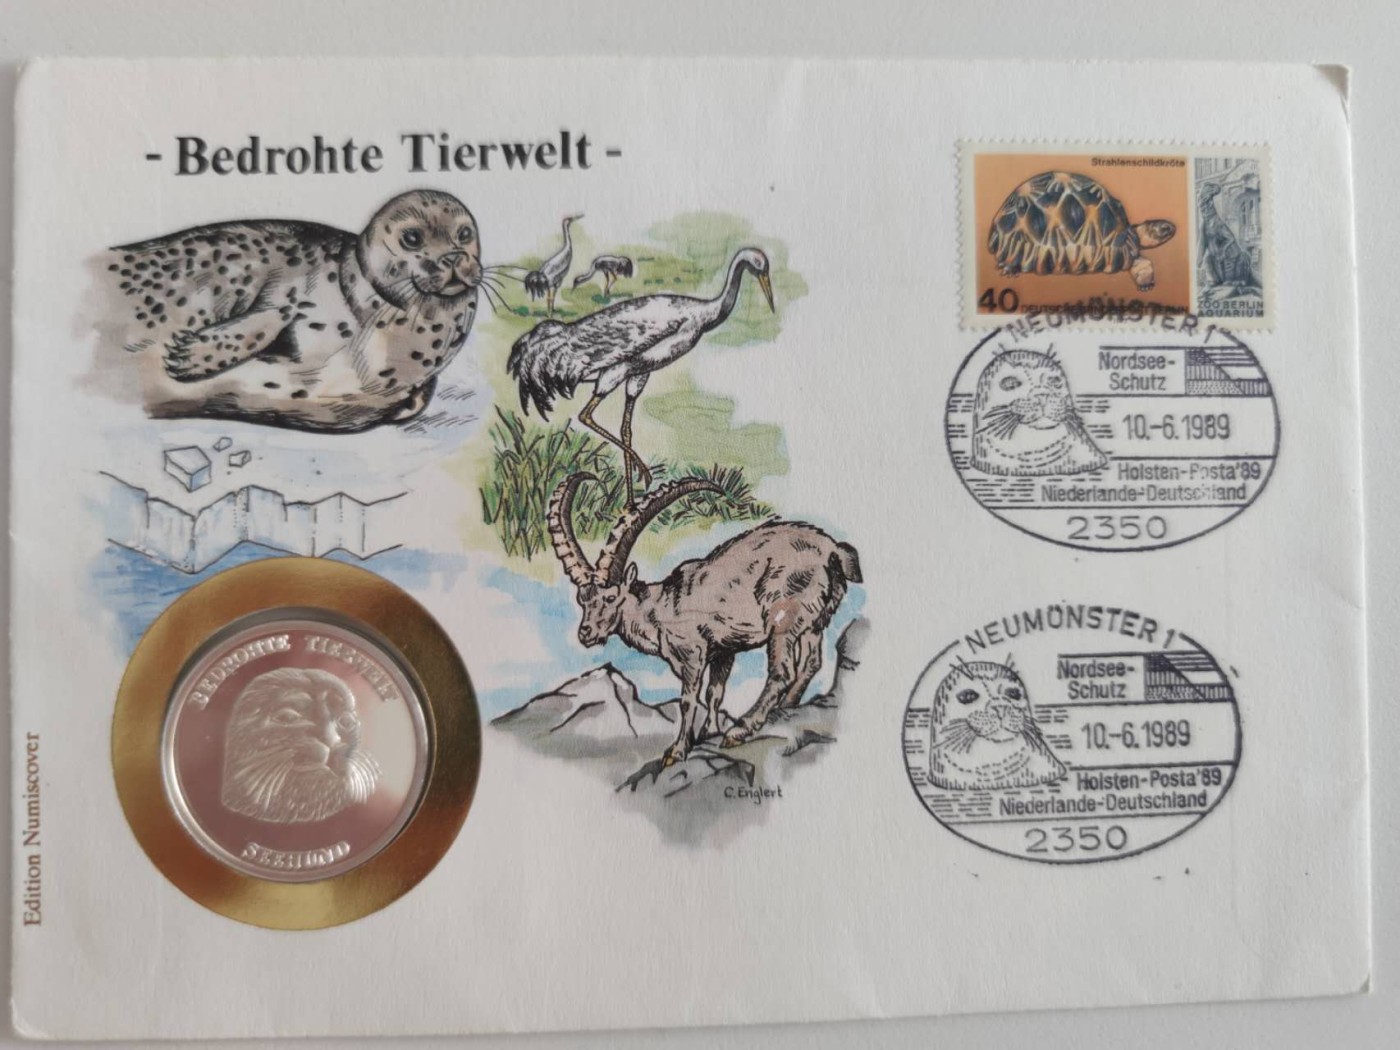 - Bedrohte Tierwelt -
Strahlenschildkröte
40
ZOO BERLIN
AQUARIUM
NEUMÜNSTER 1
Nordsee-
Schutz
10.-6.1989
Holsten-Posta'89
Niederlande-Deutschland
2350
NEUMÜNSTER 1
Nordsee-
Schutz
10.-6.1989
Holsten-Posta'89
Niederlande-Deutschland
2350
C. Englert
BEDROHTE TIERWELT
SEEHUND
Edition Numiscover